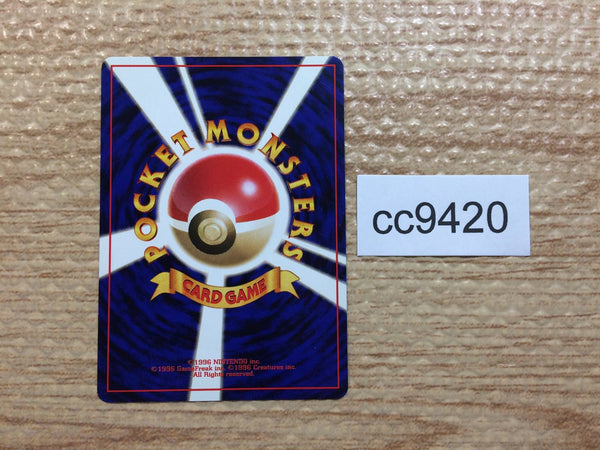 POCKET MONSTERS
CARD GAME
©1996 NINTENDO inc.
©1996 GameFreak inc. ©1996 Creatures inc.
All Rights reserved.
cc9420